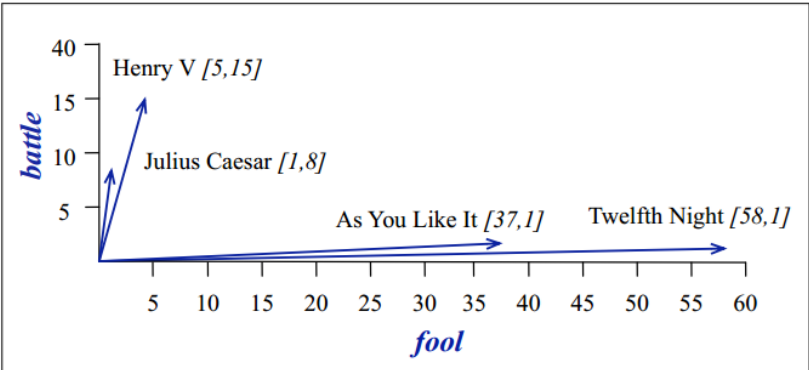 40
Henry V [5,15]
15
battle
10
Julius Caesar [1,8]
5
As You Like It [37,1]
Twelfth Night [58,1]
5 10 15 20 25 30 35 40 45 50 55 60
fool